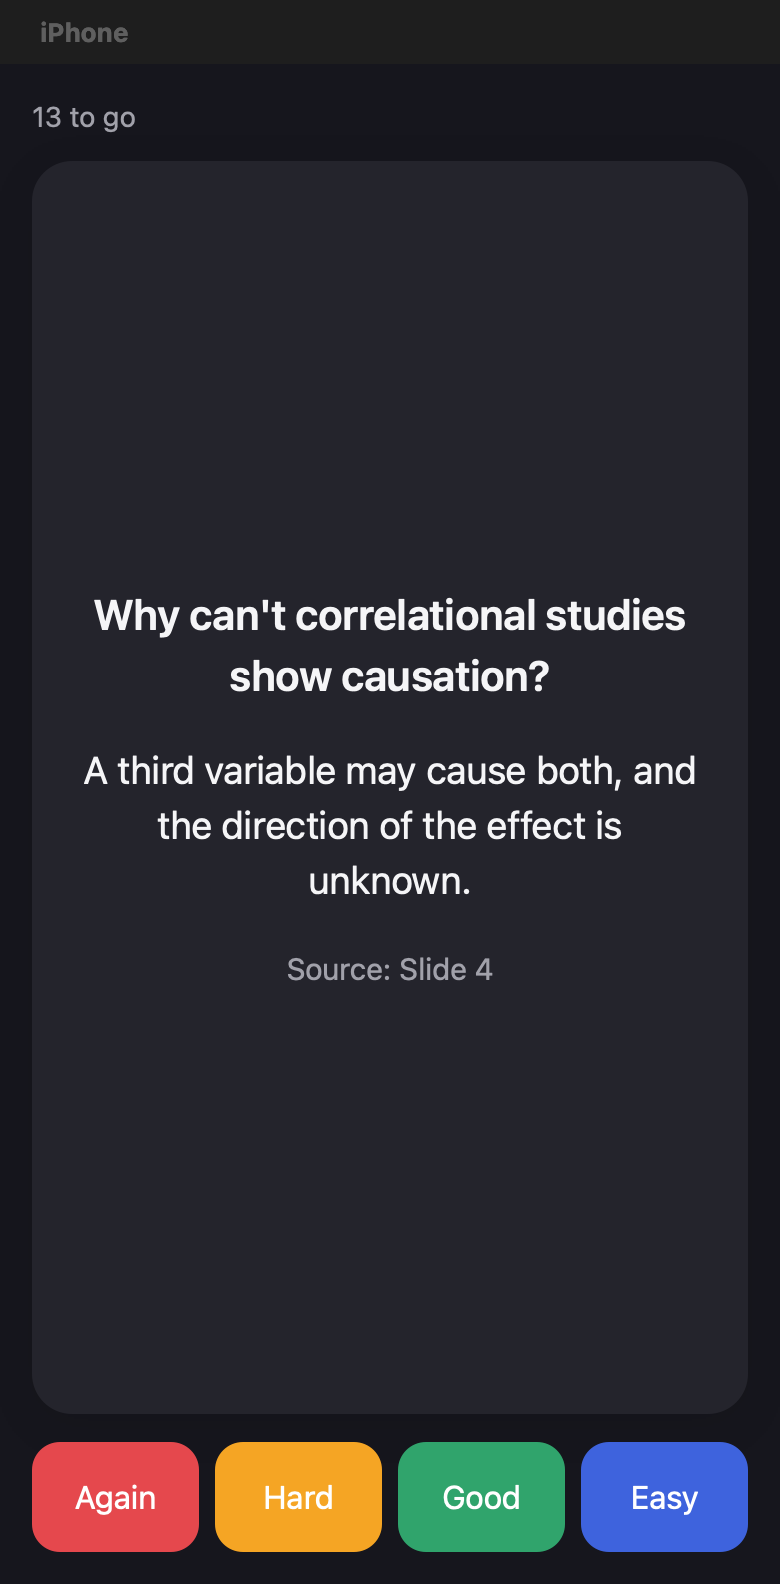 iPhone
13 to go
Why can't correlational studies
show causation?
A third variable may cause both, and
the direction of the effect is
unknown.
Source: Slide 4
Again
Hard
Good
Easy